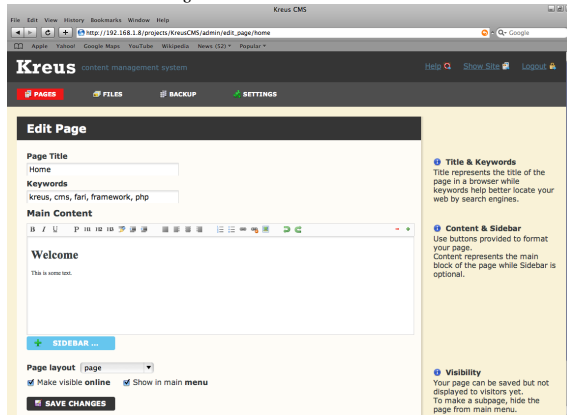 Kreus CMS
File Edit View History Bookmarks Window Help
http://192.168.1.8/projects/KreusCMS/admin/edit_page/home
Q- Google
Apple Yahoo! Google Maps YouTube Wikipedia News (52) Popular
Kreus content management system
Help Show Site Logout
PAGES FILES BACKUP SETTINGS
Edit Page
Page Title
Home
Keywords
kreus, cms, fari, framework, php
Main Content
B I U P H1 H2 H3
Welcome
This is some text.
+ SIDEBAR ...
Page layout page
Make visible online Show in main menu
SAVE CHANGES
Title & Keywords
Title represents the title of the
page in a browser while
keywords help better locate your
web by search engines.
Content & Sidebar
Use buttons provided to format
your page.
Content represents the main
block of the page while Sidebar is
optional.
Visibility
Your page can be saved but not
displayed to visitors yet.
To make a subpage, hide the
page from main menu.